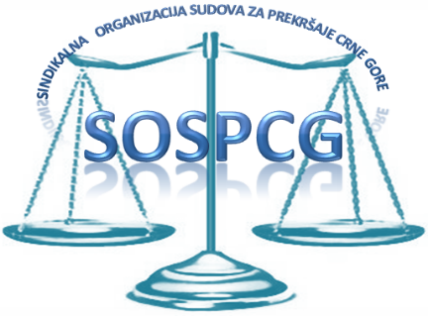 SINDIKALNA ORGANIZACIJA SUDOVA ZA PREKRŠAJE CRNE GORE
SOSPCG